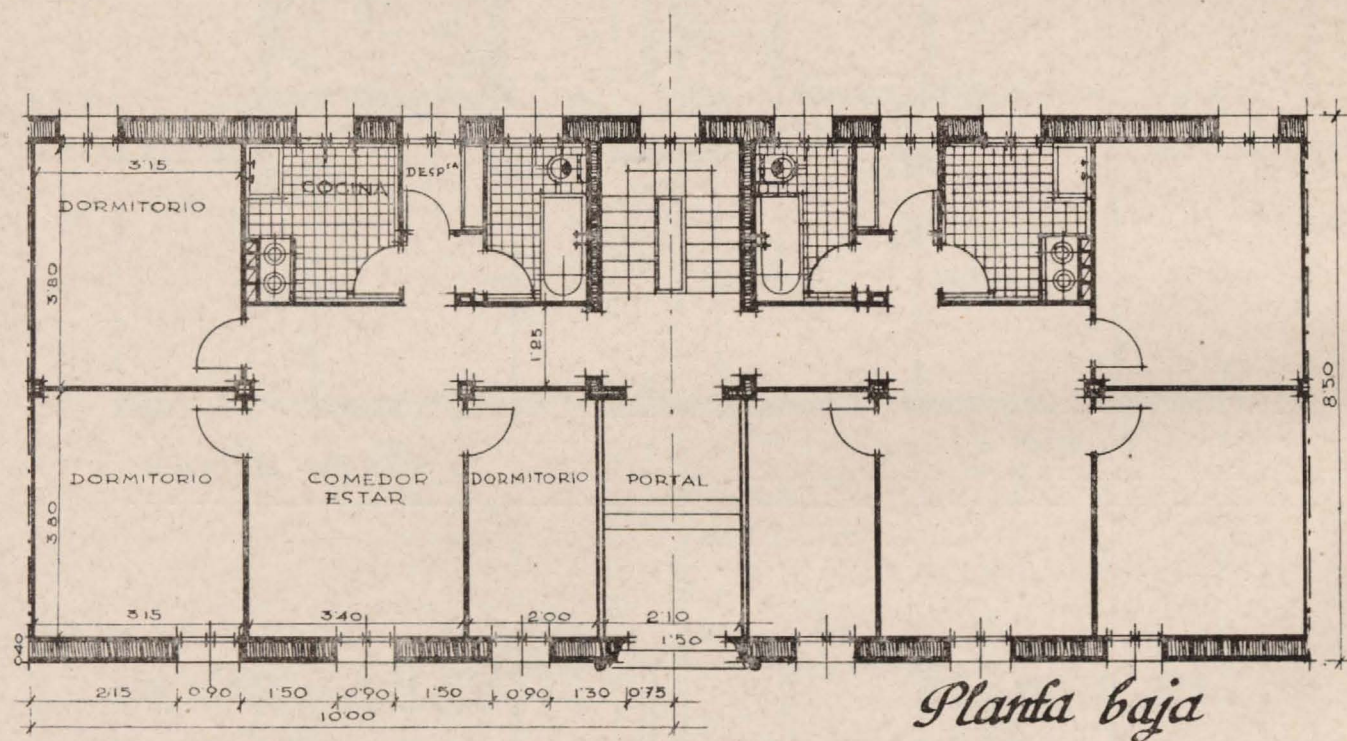 3'15
COCINA
DESPSA
DORMITORIO
3'80
1'25
8'50
DORMITORIO
COMEDOR
ESTAR
DORMITORIO
PORTAL
3'80
3'15
3'40
2'00
2'10
1'50
0'40
2'15
0'90
1'50
0'90
1'50
0'90
1'30
0'75
10'00
Planta baja